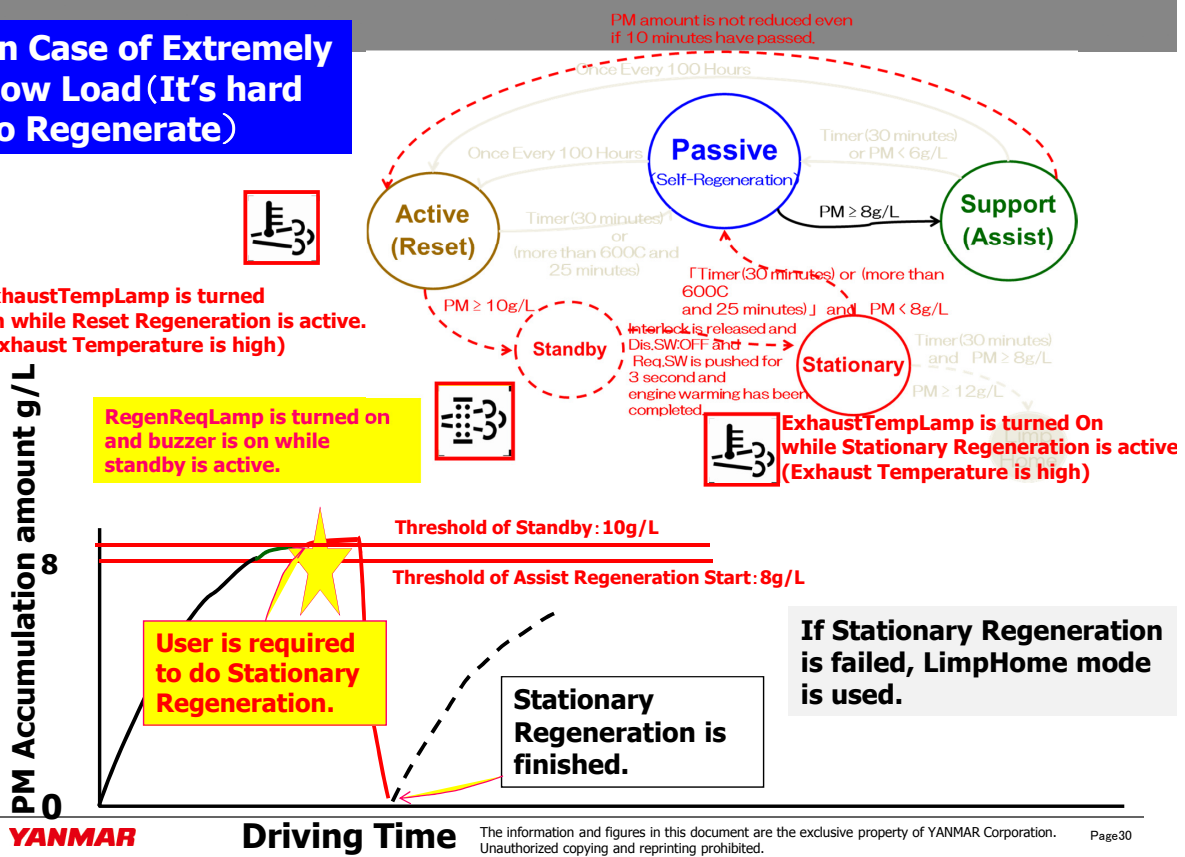 PM amount is not reduced even
if 10 minutes have passed.
n Case of Extremely
ow Load（It's hard
o Regenerate）
Once Every 100 Hours
Once Every 100 Hours
Passive
(Self-Regeneration)
Timer (30 minutes)
or PM < 6g/L
Active
(Reset)
Timer (30 minutes)
or
(more than 600C and
25 minutes)
PM ≥ 8g/L
Support
(Assist)
「Timer (30 minutes) or (more than
600C
and 25 minutes)」 and PM < 8g/L
xhaustTempLamp is turned
n while Reset Regeneration is active.
xhaust Temperature is high)
PM ≥ 10g/L
Standby
Interlock is released and
Dis.SW:OFF and
Req.SW is pushed for
3 second and
engine warming has been
completed.
Stationary
Timer (30 minutes)
and PM ≥ 8g/L
PM ≥ 12g/L
Limp
Home
RegenReqLamp is turned on
and buzzer is on while
standby is active.
ExhaustTempLamp is turned On
while Stationary Regeneration is active
(Exhaust Temperature is high)
PM Accumulation amount g/L
8
0
Threshold of Standby：10g/L
Threshold of Assist Regeneration Start：8g/L
User is required
to do Stationary
Regeneration.
Stationary
Regeneration is
finished.
If Stationary Regeneration
is failed, LimpHome mode
is used.
YANMAR
Driving Time
The information and figures in this document are the exclusive property of YANMAR Corporation.
Unauthorized copying and reprinting prohibited.
Page30